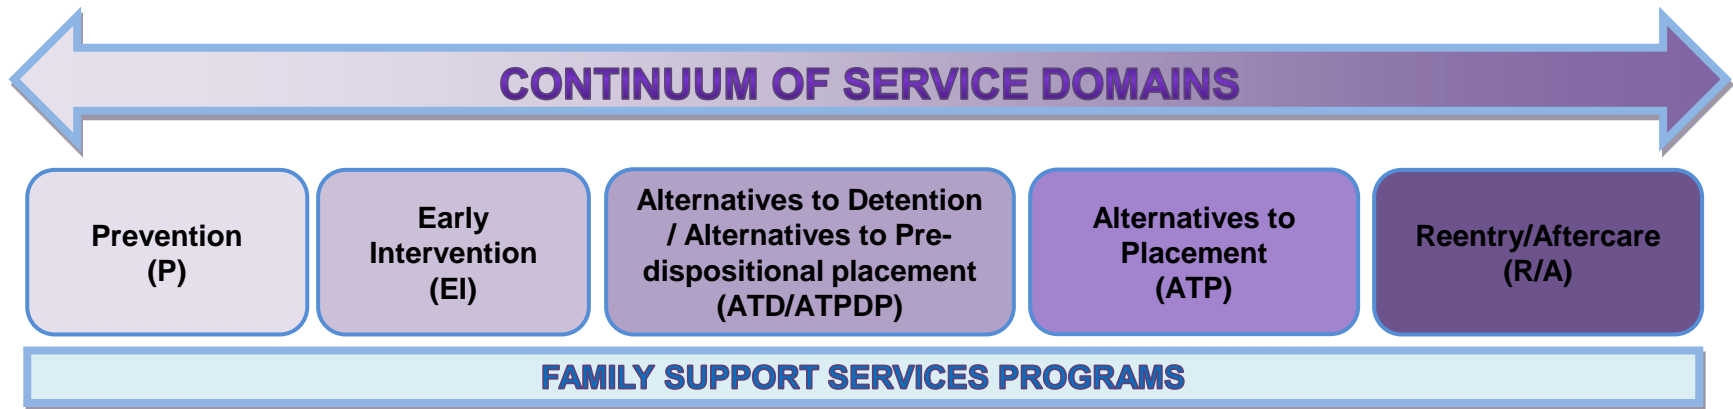 CONTINUUM OF SERVICE DOMAINS
Prevention
(P)
Early
Intervention
(EI)
Alternatives to Detention
/ Alternatives to Pre-
dispositional placement
(ATD/ATPDP)
Alternatives to
Placement
(ATP)
Reentry/Aftercare
(R/A)
FAMILY SUPPORT SERVICES PROGRAMS